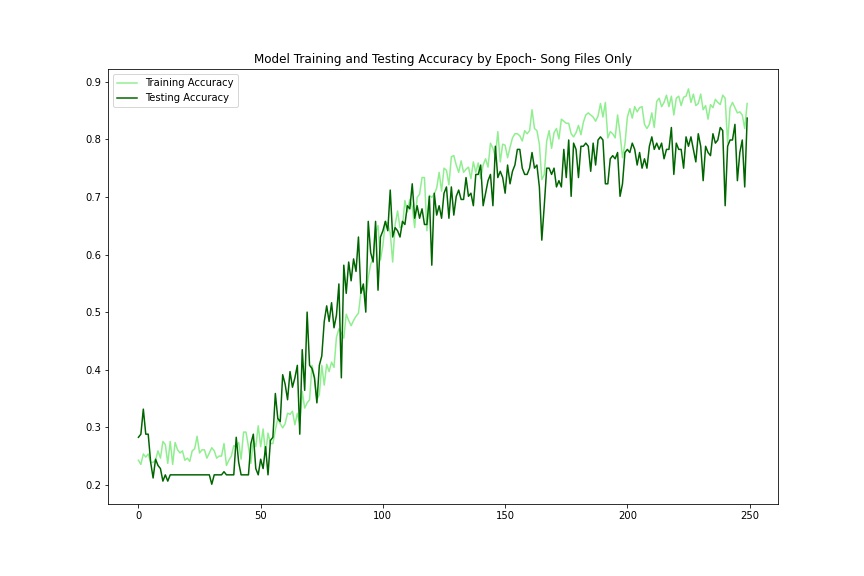 Model Training and Testing Accuracy by Epoch- Song Files Only
Training Accuracy
Testing Accuracy
0.9
0.8
0.7
0.6
0.5
0.4
0.3
0.2
0 50 100 150 200 250